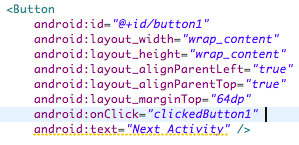 <Button
android:id="@+id/button1"
android:layout_width="wrap_content"
android:layout_height="wrap_content"
android:layout_alignParentLeft="true"
android:layout_alignParentTop="true"
android:layout_marginTop="64dp"
android:onClick="clickedButton1"
android:text="Next Activity" />